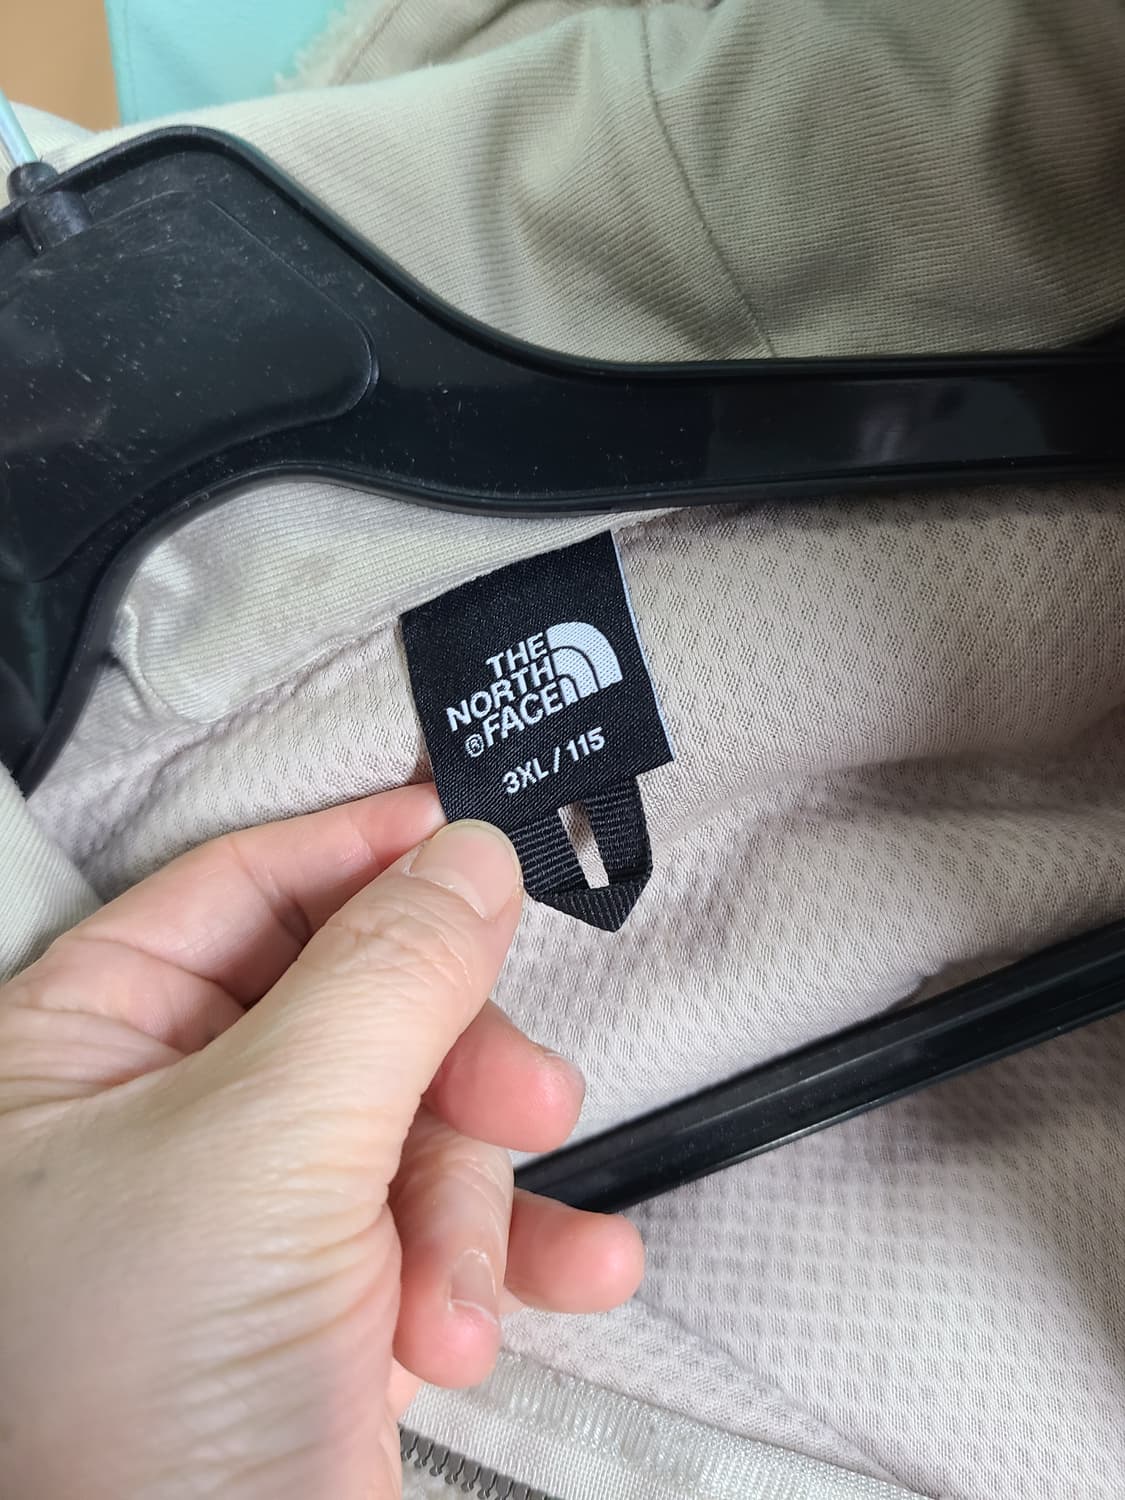 THE
NORTH
®FACE
3XL/115